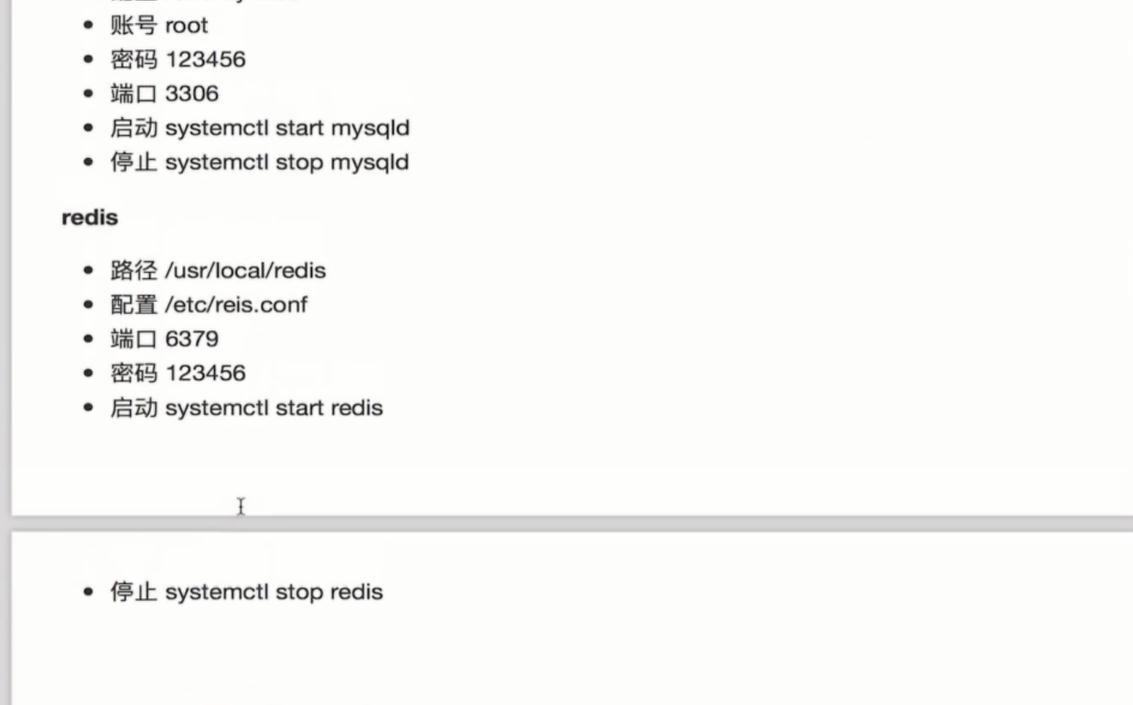 账号 root
密码 123456
端口 3306
启动 systemctl start mysqld
停止 systemctl stop mysqld
redis
路径 /usr/local/redis
配置 /etc/reis.conf
端口 6379
密码 123456
启动 systemctl start redis
停止 systemctl stop redis